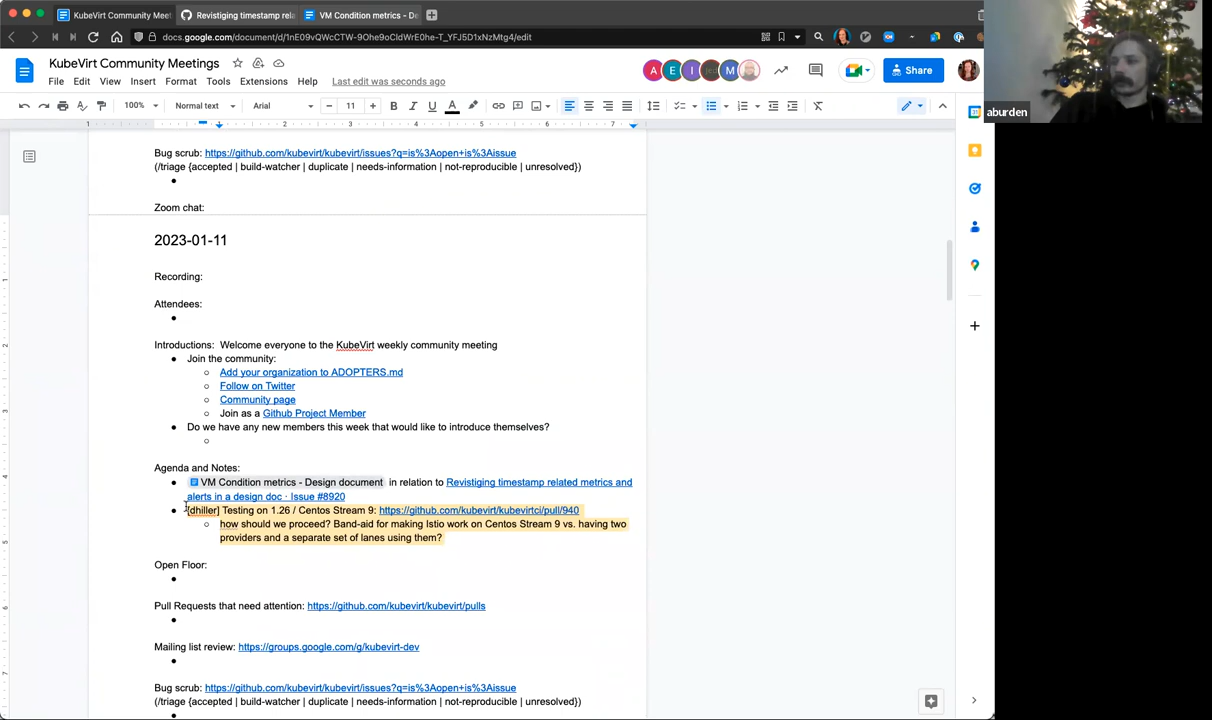 KubeVirt Community Meet
Revistiging timestamp rela
VM Condition metrics - De
docs.google.com/document/d/1nE09vQWcCTW-9Ohe9oCldWrE0he-T_YFJ5D1xNzMtg4/edit
KubeVirt Community Meetings
File Edit View Insert Format Tools Extensions Help Last edit was seconds ago
A E I M Share
aburden
100% Normal text Arial 11
1 1 2 3 4 5 6 7
Bug scrub: https://github.com/kubevirt/kubevirt/issues?q=is%3Aopen+is%3Aissue
(/triage {accepted | build-watcher | duplicate | needs-information | not-reproducible | unresolved})
Zoom chat:
2023-01-11
Recording:
Attendees:
Introductions: Welcome everyone to the KubeVirt weekly community meeting
Join the community:
Add your organization to ADOPTERS.md
Follow on Twitter
Community page
Join as a Github Project Member
Do we have any new members this week that would like to introduce themselves?
Agenda and Notes:
VM Condition metrics - Design document in relation to Revistiging timestamp related metrics and
alerts in a design doc · Issue #8920
[dhiller] Testing on 1.26 / Centos Stream 9: https://github.com/kubevirt/kubevirtci/pull/940
how should we proceed? Band-aid for making Istio work on Centos Stream 9 vs. having two
providers and a separate set of lanes using them?
Open Floor:
Pull Requests that need attention: https://github.com/kubevirt/kubevirt/pulls
Mailing list review: https://groups.google.com/g/kubevirt-dev
Bug scrub: https://github.com/kubevirt/kubevirt/issues?q=is%3Aopen+is%3Aissue
(/triage {accepted | build-watcher | duplicate | needs-information | not-reproducible | unresolved})